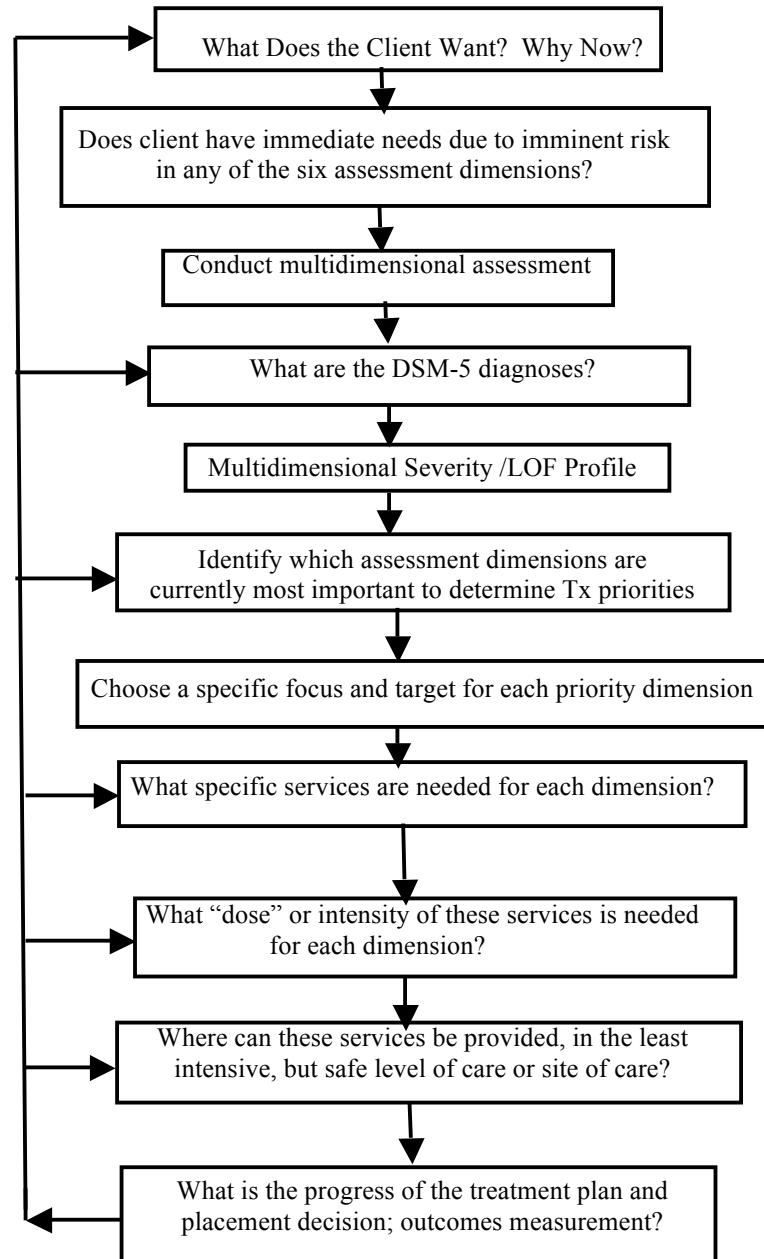 What Does the Client Want?  Why Now?
Does client have immediate needs due to imminent risk
in any of the six assessment dimensions?
Conduct multidimensional assessment
What are the DSM-5 diagnoses?
Multidimensional Severity /LOF Profile
Identify which assessment dimensions are
currently most important to determine Tx priorities
Choose a specific focus and target for each priority dimension
What specific services are needed for each dimension?
What “dose” or intensity of these services is needed
for each dimension?
Where can these services be provided, in the least
intensive, but safe level of care or site of care?
What is the progress of the treatment plan and
placement decision; outcomes measurement?